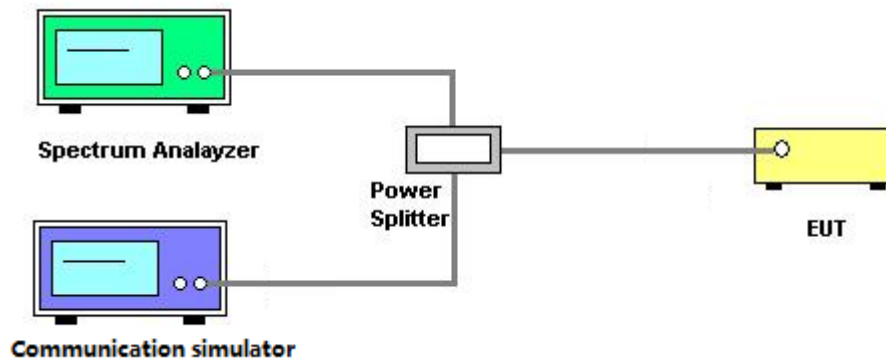 Spectrum Analayzer
Power
Splitter
EUT
Communication simulator